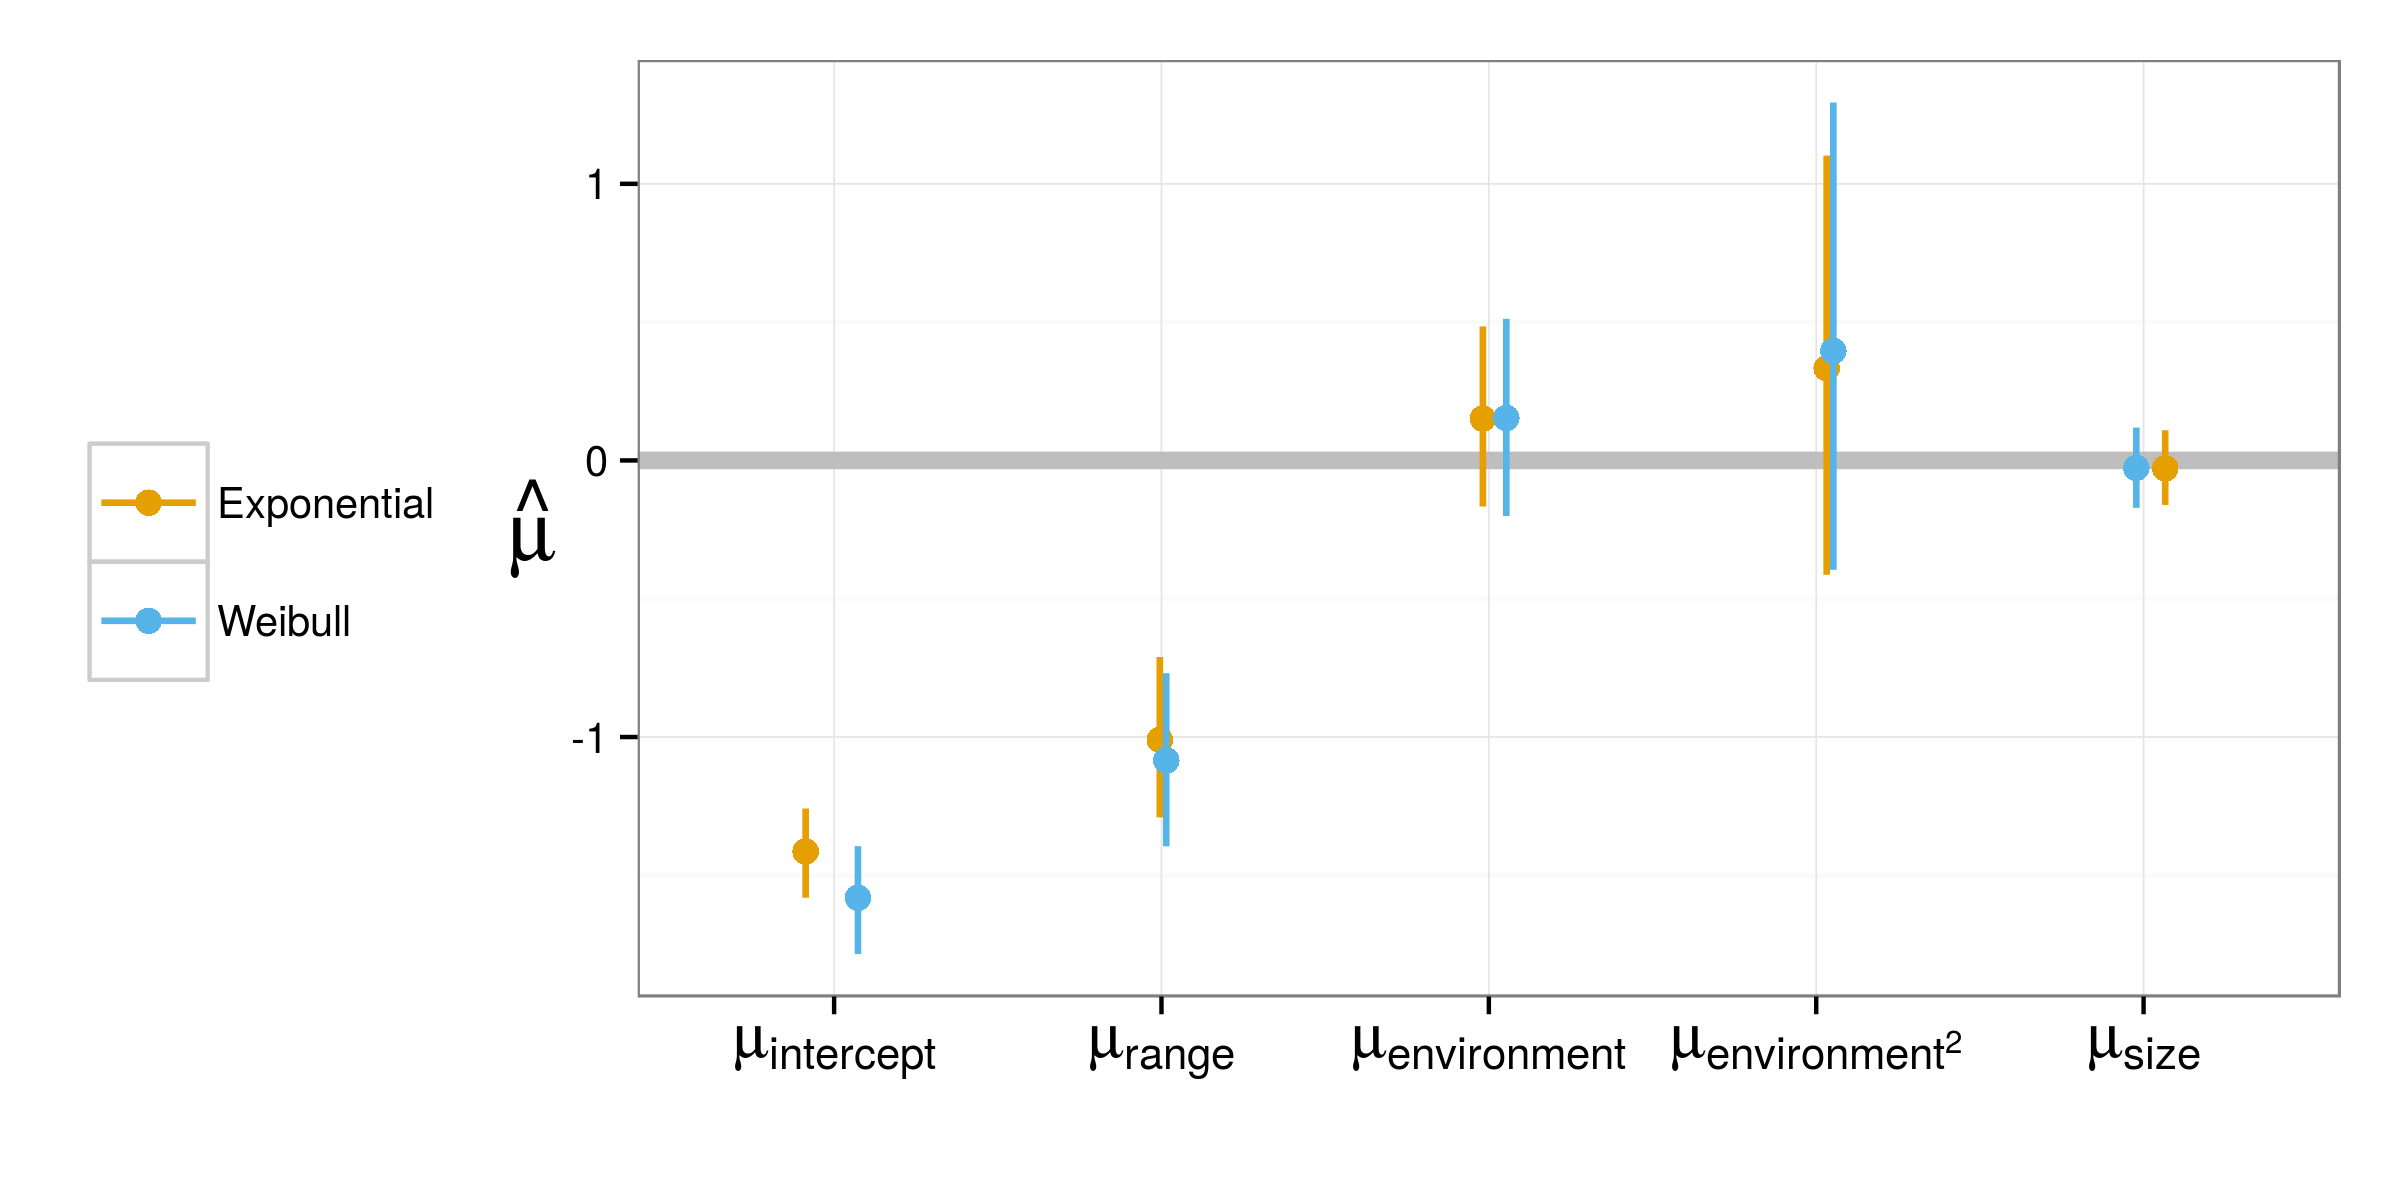 Exponential
Weibull
μ̂
1
0
-1
μintercept
μrange
μenvironment
μenvironment²
μsize